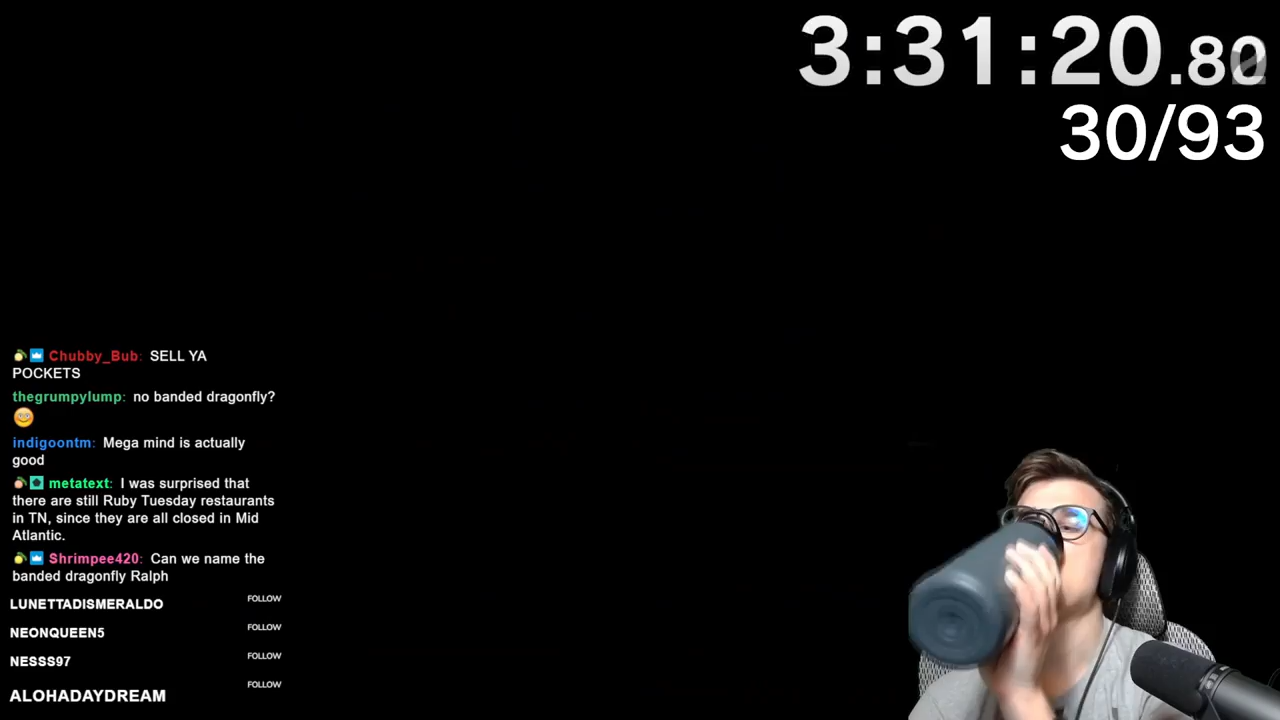 3:31:20.80
30/93
Chubby_Bub: SELL YA
POCKETS
thegrumpylump: no banded dragonfly?
indigoontm: Mega mind is actually
good
metatext: I was surprised that
there are still Ruby Tuesday restaurants
in TN, since they are all closed in Mid
Atlantic.
Shrimpee420: Can we name the
banded dragonfly Ralph
LUNETTADISMERALDO FOLLOW
NEONQUEEN5 FOLLOW
NESSS97 FOLLOW
ALOHADAYDREAM FOLLOW